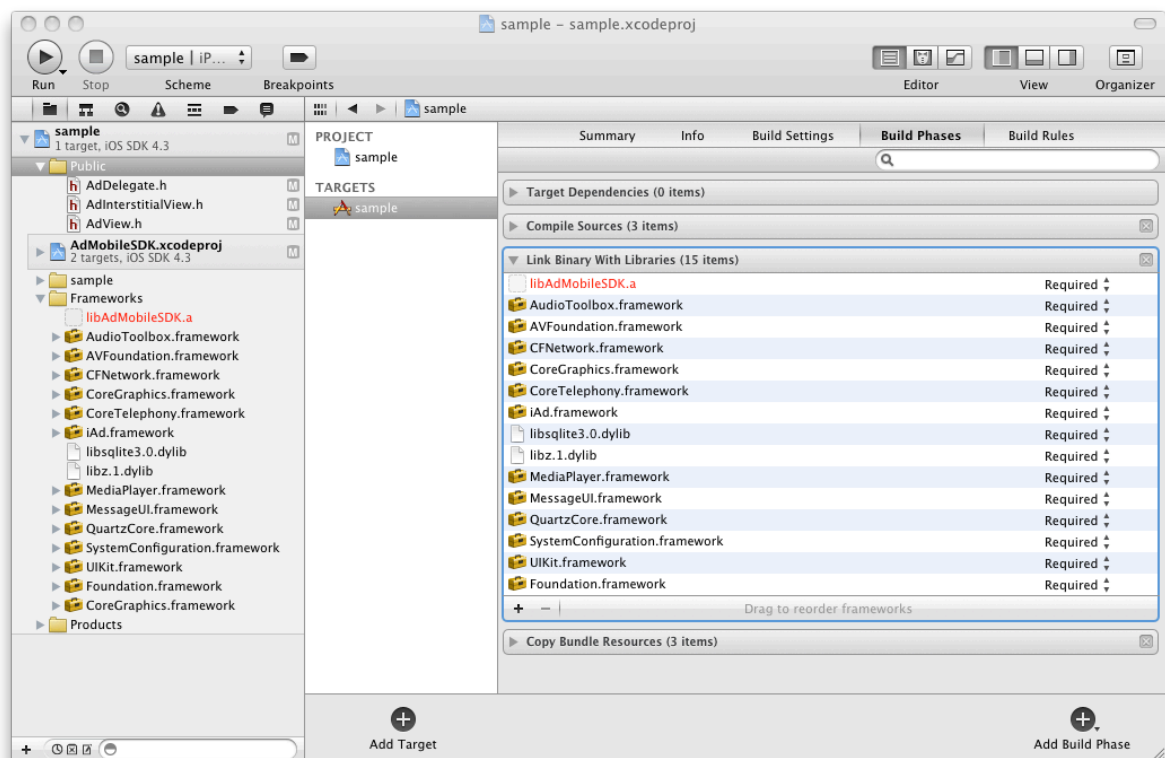 sample – sample.xcodeproj
sample | iP...
Run Stop Scheme Breakpoints Editor View Organizer
sample
sample
1 target, iOS SDK 4.3
M
Public
AdDelegate.h M
AdInterstitialView.h M
AdView.h M
AdMobileSDK.xcodeproj
2 targets, iOS SDK 4.3
M
sample
Frameworks
libAdMobileSDK.a
AudioToolbox.framework
AVFoundation.framework
CFNetwork.framework
CoreGraphics.framework
CoreTelephony.framework
iAd.framework
libsqlite3.0.dylib
libz.1.dylib
MediaPlayer.framework
MessageUI.framework
QuartzCore.framework
SystemConfiguration.framework
UIKit.framework
Foundation.framework
CoreGraphics.framework
Products
PROJECT
sample
TARGETS
sample
Summary Info Build Settings Build Phases Build Rules
Target Dependencies (0 items)
Compile Sources (3 items)
Link Binary With Libraries (15 items)
libAdMobileSDK.a Required
AudioToolbox.framework Required
AVFoundation.framework Required
CFNetwork.framework Required
CoreGraphics.framework Required
CoreTelephony.framework Required
iAd.framework Required
libsqlite3.0.dylib Required
libz.1.dylib Required
MediaPlayer.framework Required
MessageUI.framework Required
QuartzCore.framework Required
SystemConfiguration.framework Required
UIKit.framework Required
Foundation.framework Required
+ − Drag to reorder frameworks
Copy Bundle Resources (3 items)
Add Target Add Build Phase